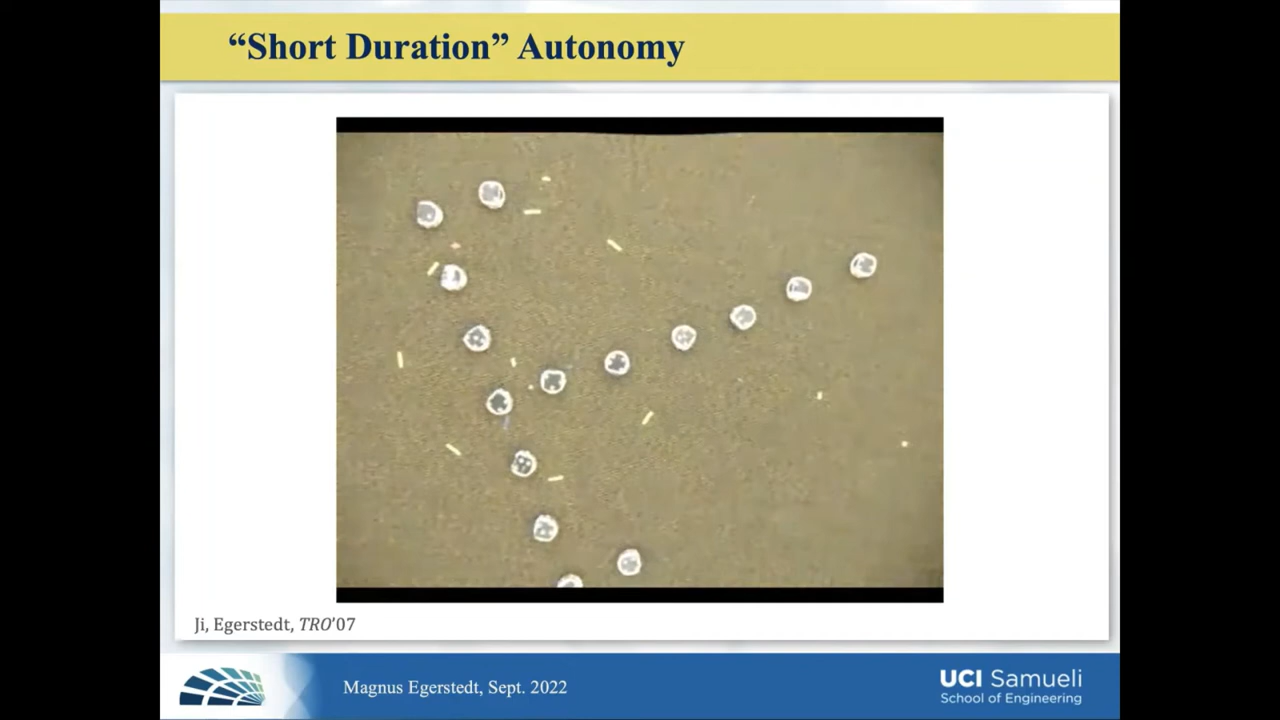 “Short Duration” Autonomy
Ji, Egerstedt, TRO’07
Magnus Egerstedt, Sept. 2022
UCI Samueli
School of Engineering